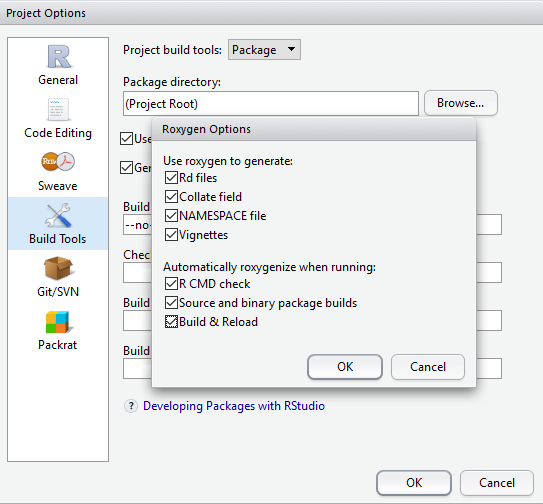 Project Options
General
Code Editing
Sweave
Build Tools
Git/SVN
Packrat
Project build tools: Package
Package directory:
(Project Root)
Browse...
Use
Build
--no-
Build
Build
Roxygen Options
Use roxygen to generate:
Rd files
Collate field
NAMESPACE file
Vignettes
Automatically roxygenize when running:
R CMD check
Source and binary package builds
Build & Reload
OK Cancel
? Developing Packages with RStudio
OK Cancel